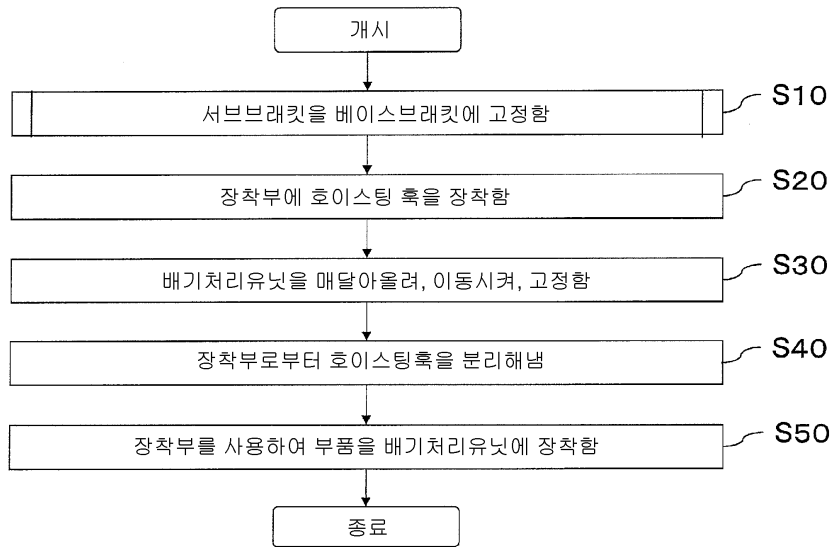 개시
서브브래킷을 베이스브래킷에 고정함
S10
장착부에 호이스팅 훅을 장착함
S20
배기처리유닛을 매달아올려, 이동시켜, 고정함
S30
장착부로부터 호이스팅훅을 분리해냄
S40
장착부를 사용하여 부품을 배기처리유닛에 장착함
S50
종료